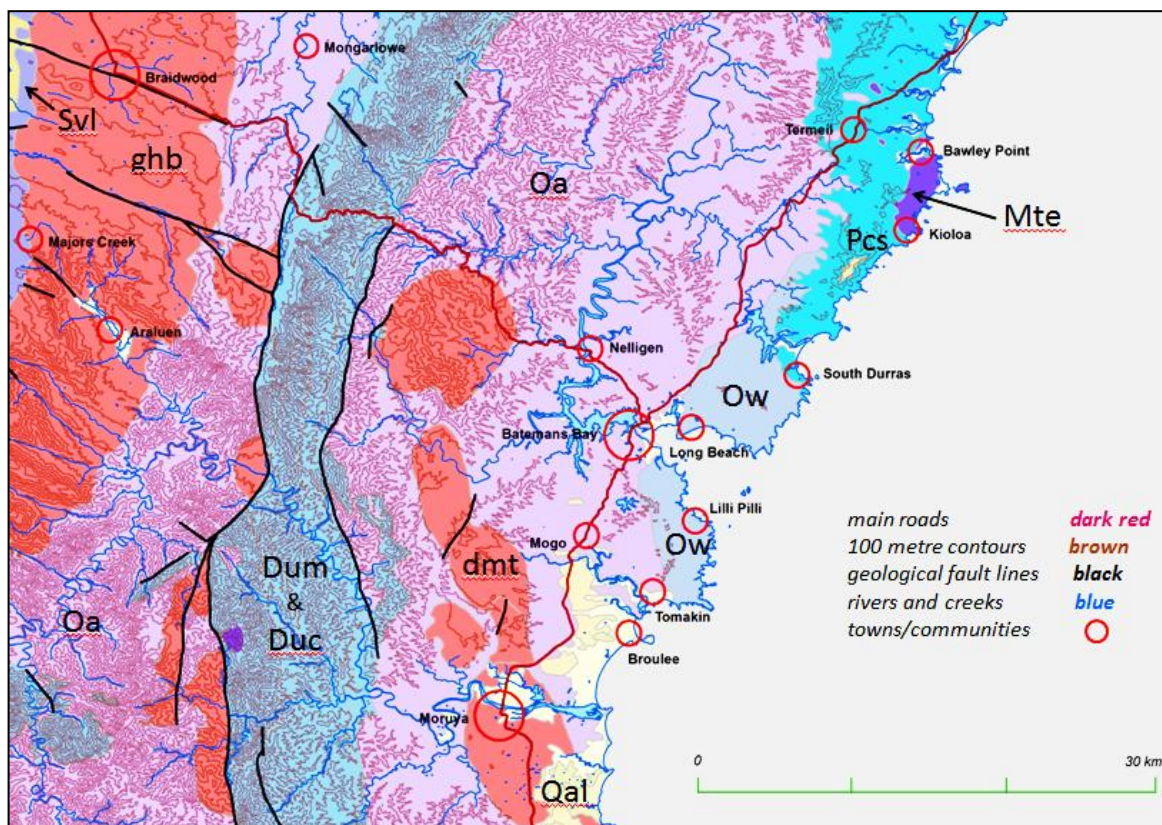 Mongarlowe
Braidwood
Svl
ghb
Termeil
Bawley Point
Oa
Mte
Pcs
Kioloa
Majors Creek
Araluen
Nelligen
South Durras
Ow
Batemans Bay
Long Beach
Lilli Pilli
Mogo
Ow
dmt
Dum
&
Duc
Oa
Tomakin
Broulee
Moruya
Qal
main roads dark red
100 metre contours brown
geological fault lines black
rivers and creeks blue
towns/communities
0 30 km